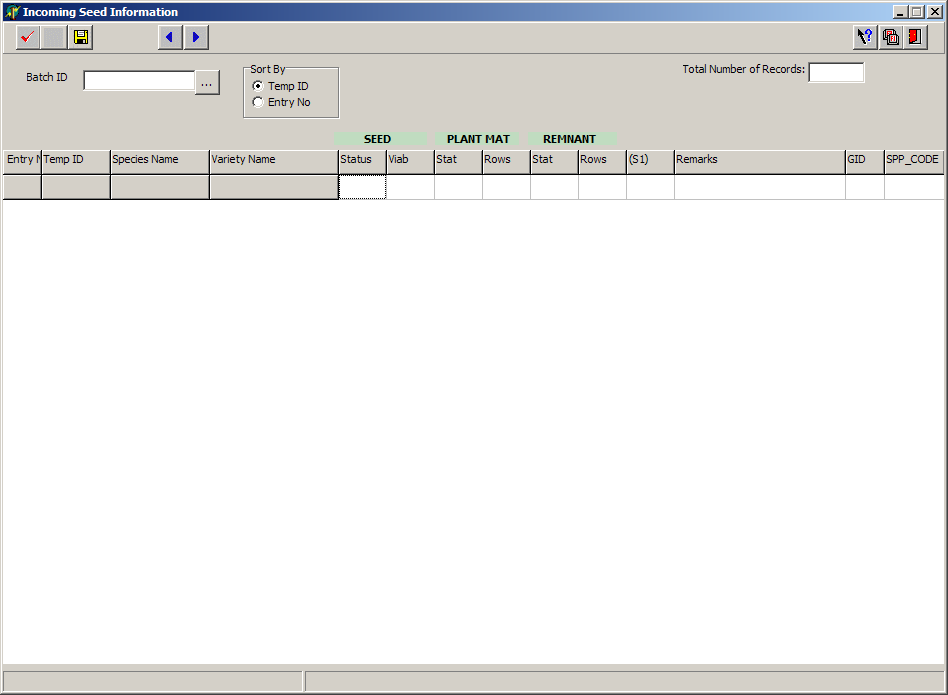 Incoming Seed Information
Batch ID
...
Sort By
Temp ID
Entry No
Total Number of Records:
SEED PLANT MAT REMNANT
Entry N Temp ID Species Name Variety Name Status Viab Stat Rows Stat Rows (S1) Remarks GID SPP_CODE